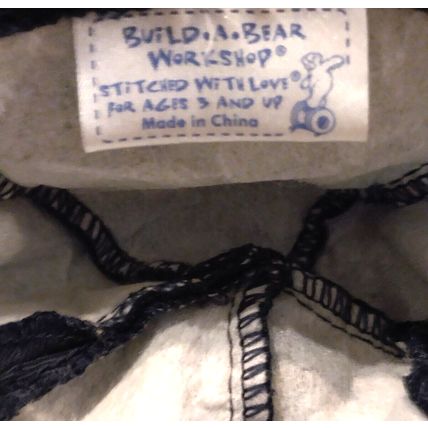 BUILD·A·BEAR
WORKSHOP®
STITCHED WITH LOVE®
FOR AGES 3 AND UP
Made in China